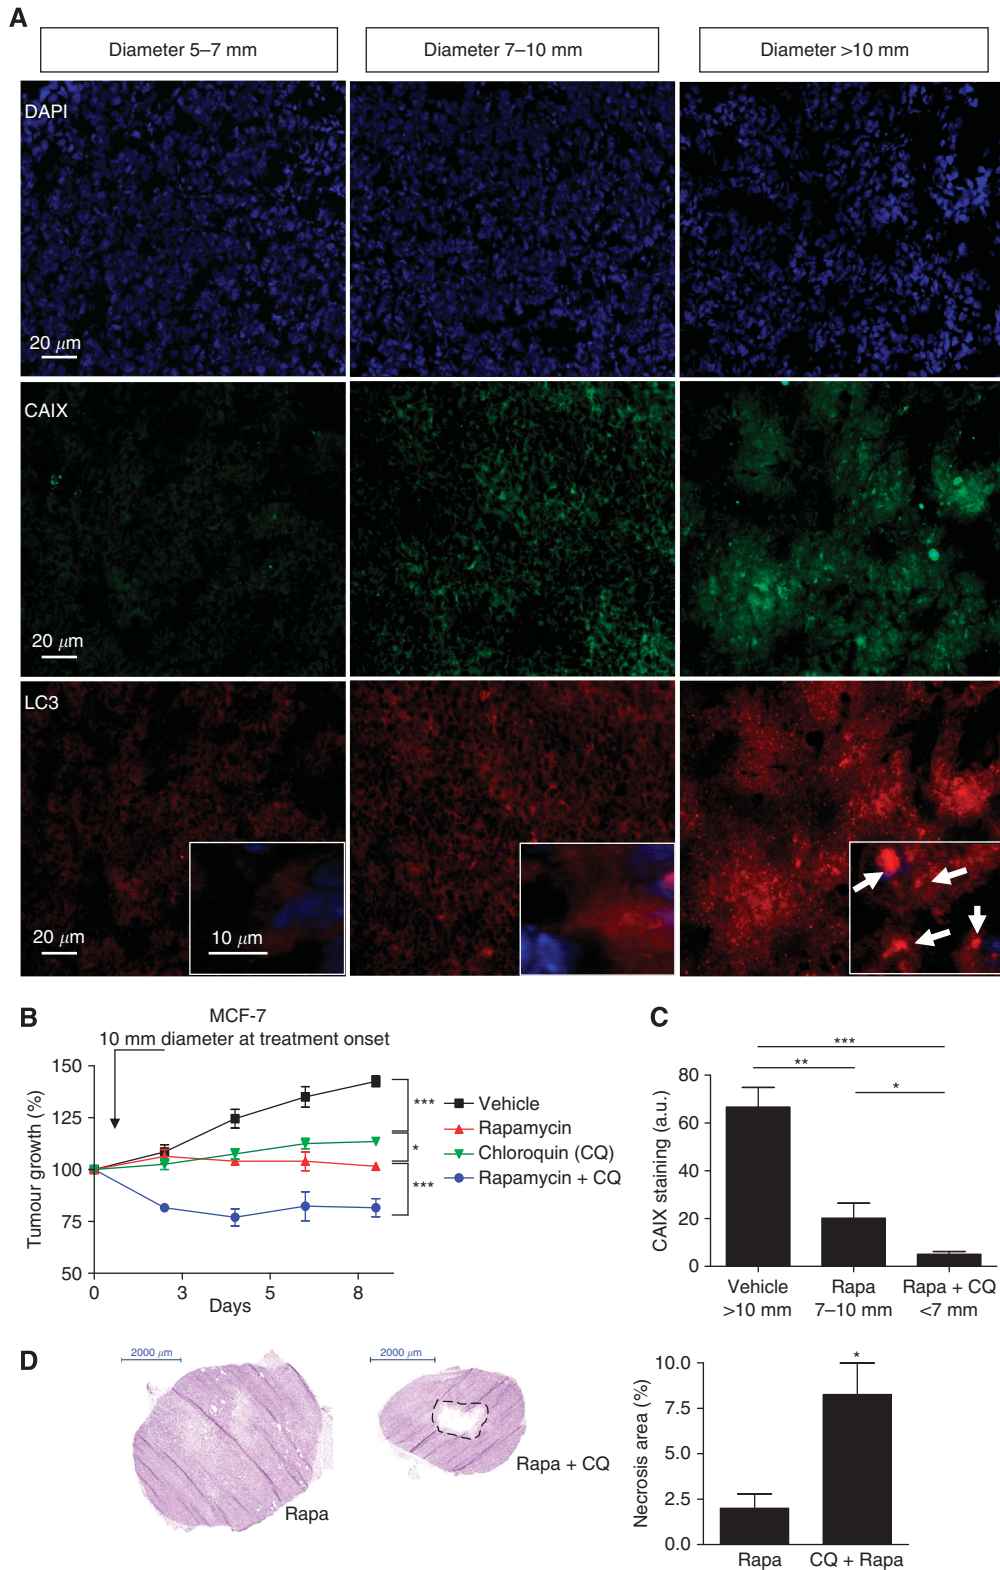 A
Diameter 5–7 mm
Diameter 7–10 mm
Diameter >10 mm
DAPI
20 μm
CAIX
20 μm
LC3
20 μm
10 μm
B
MCF-7
10 mm diameter at treatment onset
Tumour growth (%)
150
125
100
75
50
0
3
5
8
Days
***
*
***
Vehicle
Rapamycin
Chloroquin (CQ)
Rapamycin + CQ
C
***
**
*
CAIX staining (a.u.)
80
60
40
20
0
Vehicle
>10 mm
Rapa
7–10 mm
Rapa + CQ
<7 mm
D
2000 μm
Rapa
2000 μm
Rapa + CQ
Necrosis area (%)
10.0
7.5
5.0
2.5
0.0
*
Rapa
CQ + Rapa